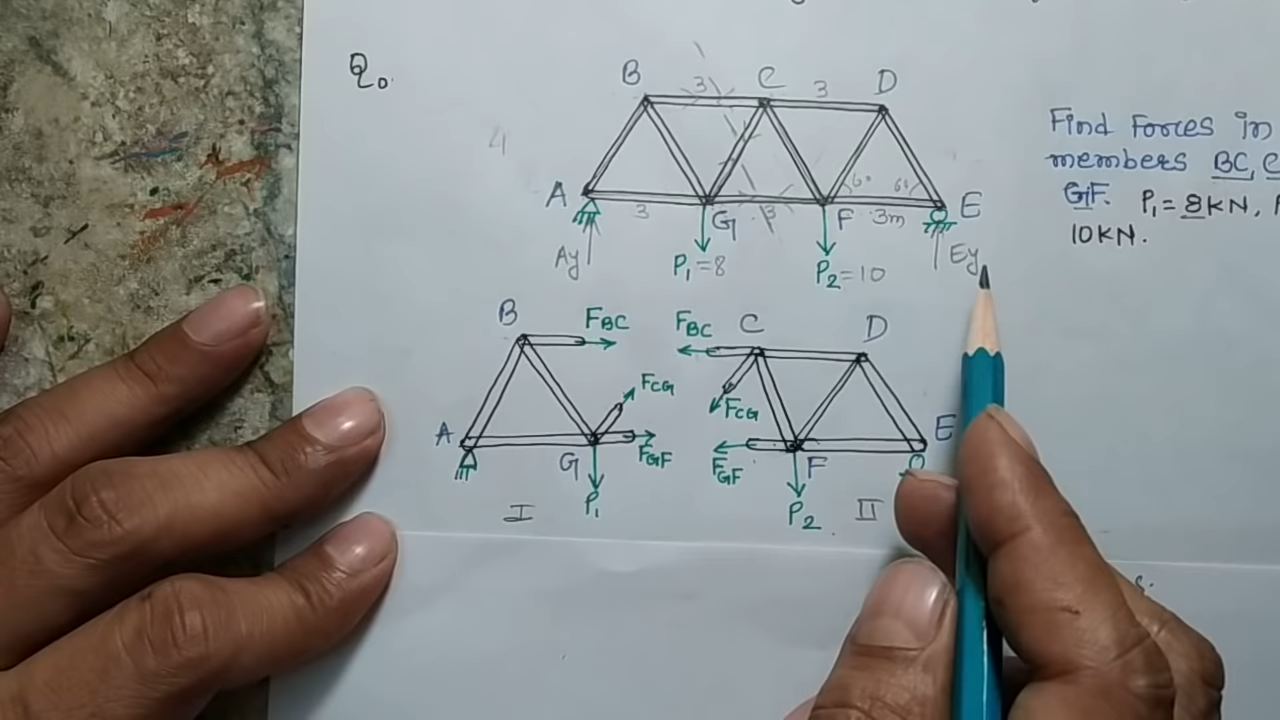 Q.
B 3 C 3 D
4
A 3 G 3 F 3m E
60 60
Ay P1=8 P2=10 Ey
Find Forces in
members BC, C
GF. P1= 8KN, P
10KN.
B FBC FBC C D
FCG FCG
A G FGF FGF F E
P1 P2
I II